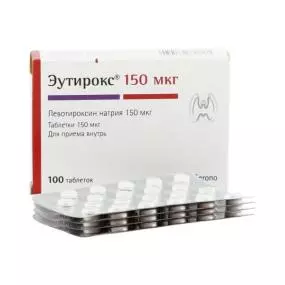 Эутирокс® 150 мкг
Левотироксин натрия 150 мкг
Таблетки 150 мкг
Для приема внутрь
100 таблеток